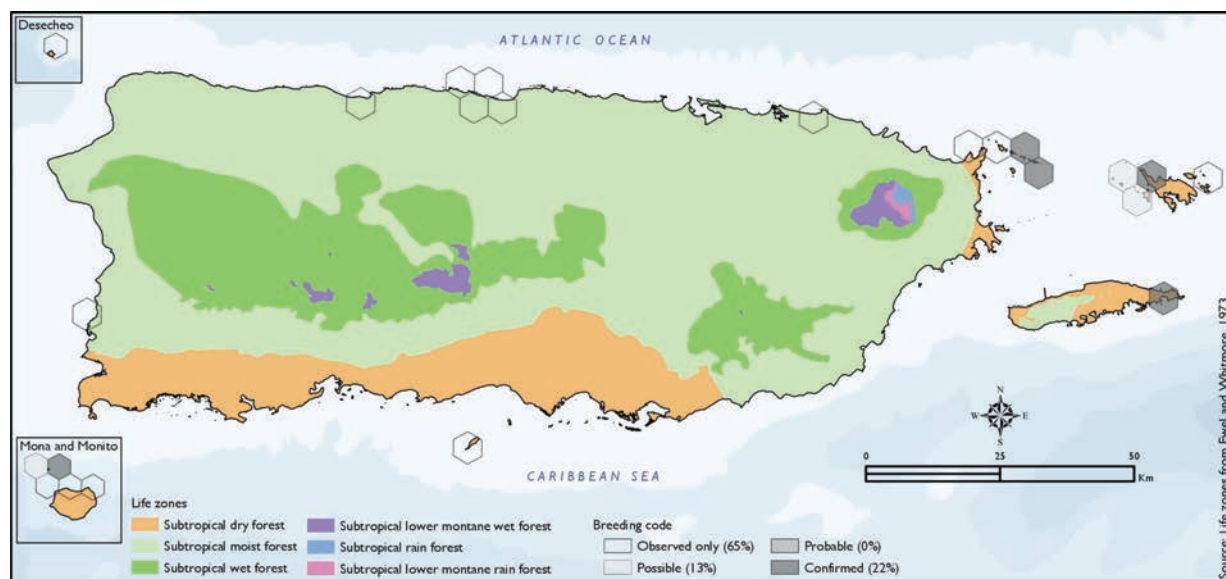 Desecheo
ATLANTIC OCEAN
N
W
E
S
Mona and Monito
CARIBBEAN SEA
0
25
50
Km
Life zones
Subtropical dry forest
Subtropical moist forest
Subtropical wet forest
Subtropical lower montane wet forest
Subtropical rain forest
Subtropical lower montane rain forest
Breeding code
Observed only (65%)
Possible (13%)
Probable (0%)
Confirmed (22%)
Source: Life zones from Ewel and Whitmore, 1973